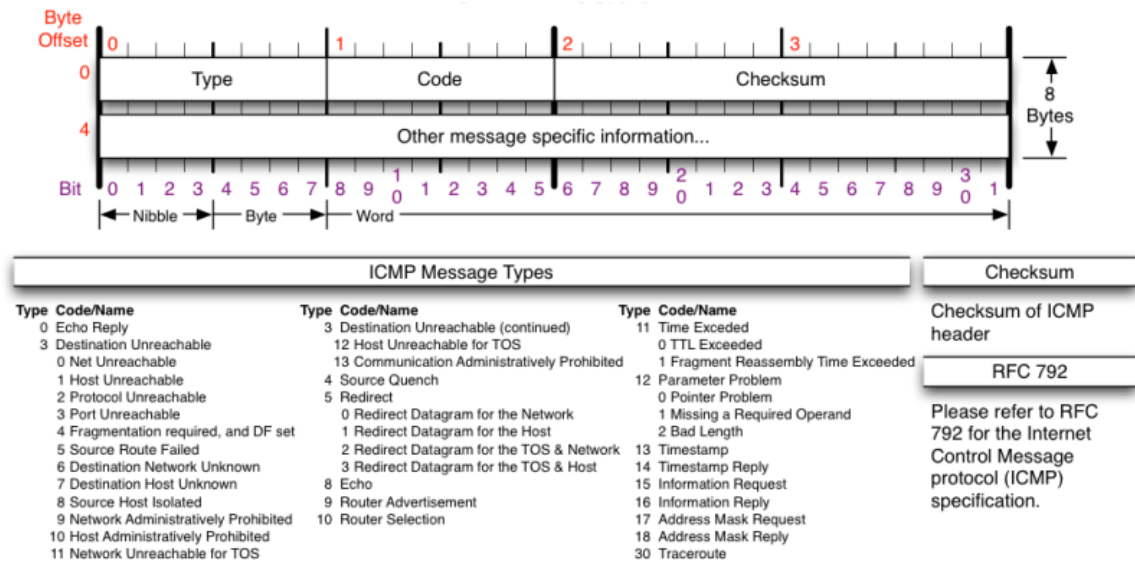 Byte
Offset
0 1 2 3
0
Type Code Checksum
8
Bytes
4
Other message specific information...
Bit 0 1 2 3 4 5 6 7 8 9 10 1 2 3 4 5 6 7 8 9 20 1 2 3 4 5 6 7 8 9 30 1
Nibble Byte Word
ICMP Message Types
Type Code/Name
0 Echo Reply
3 Destination Unreachable
0 Net Unreachable
1 Host Unreachable
2 Protocol Unreachable
3 Port Unreachable
4 Fragmentation required, and DF set
5 Source Route Failed
6 Destination Network Unknown
7 Destination Host Unknown
8 Source Host Isolated
9 Network Administratively Prohibited
10 Host Administratively Prohibited
11 Network Unreachable for TOS
Type Code/Name
3 Destination Unreachable (continued)
12 Host Unreachable for TOS
13 Communication Administratively Prohibited
4 Source Quench
5 Redirect
0 Redirect Datagram for the Network
1 Redirect Datagram for the Host
2 Redirect Datagram for the TOS & Network
3 Redirect Datagram for the TOS & Host
8 Echo
9 Router Advertisement
10 Router Selection
Type Code/Name
11 Time Exceded
0 TTL Exceeded
1 Fragment Reassembly Time Exceeded
12 Parameter Problem
0 Pointer Problem
1 Missing a Required Operand
2 Bad Length
13 Timestamp
14 Timestamp Reply
15 Information Request
16 Information Reply
17 Address Mask Request
18 Address Mask Reply
30 Traceroute
Checksum
Checksum of ICMP
header
RFC 792
Please refer to RFC
792 for the Internet
Control Message
protocol (ICMP)
specification.